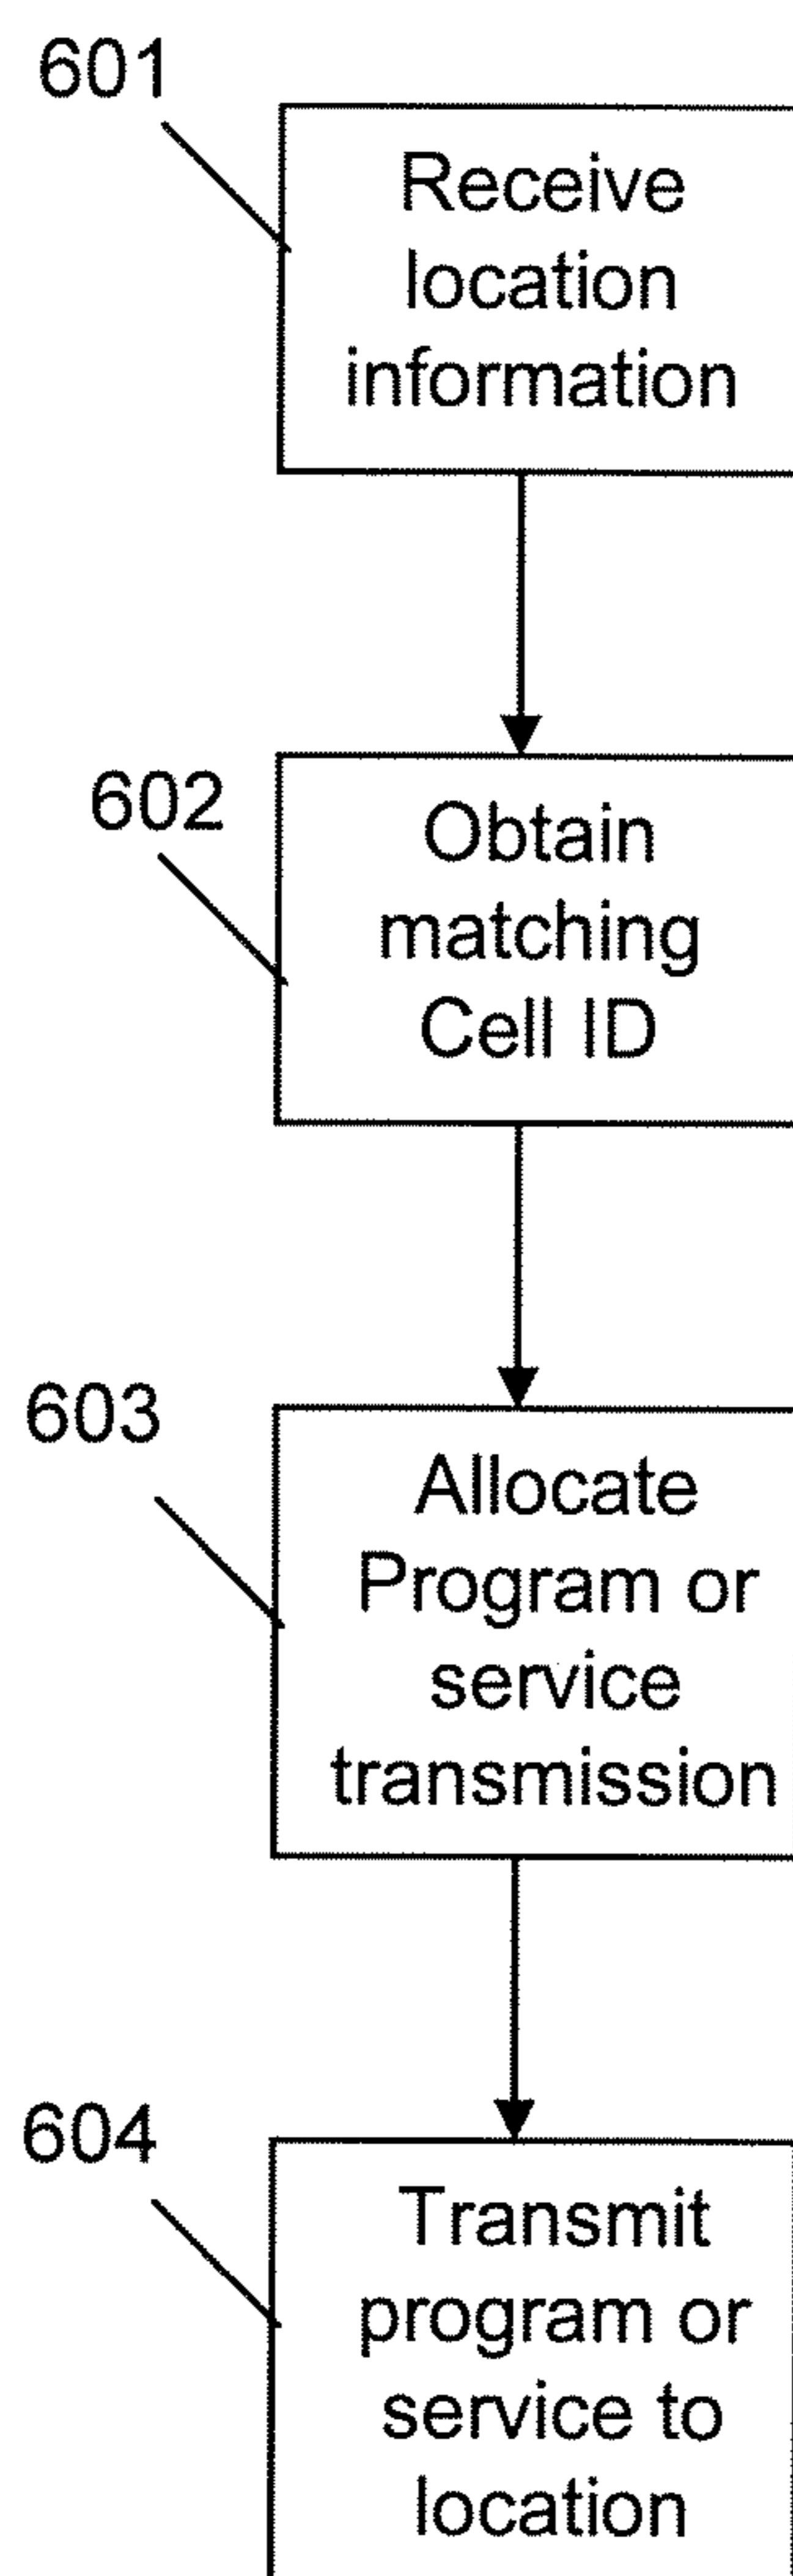 601
Receive
location
information
602
Obtain
matching
Cell ID
603
Allocate
Program or
service
transmission
604
Transmit
program or
service to
location